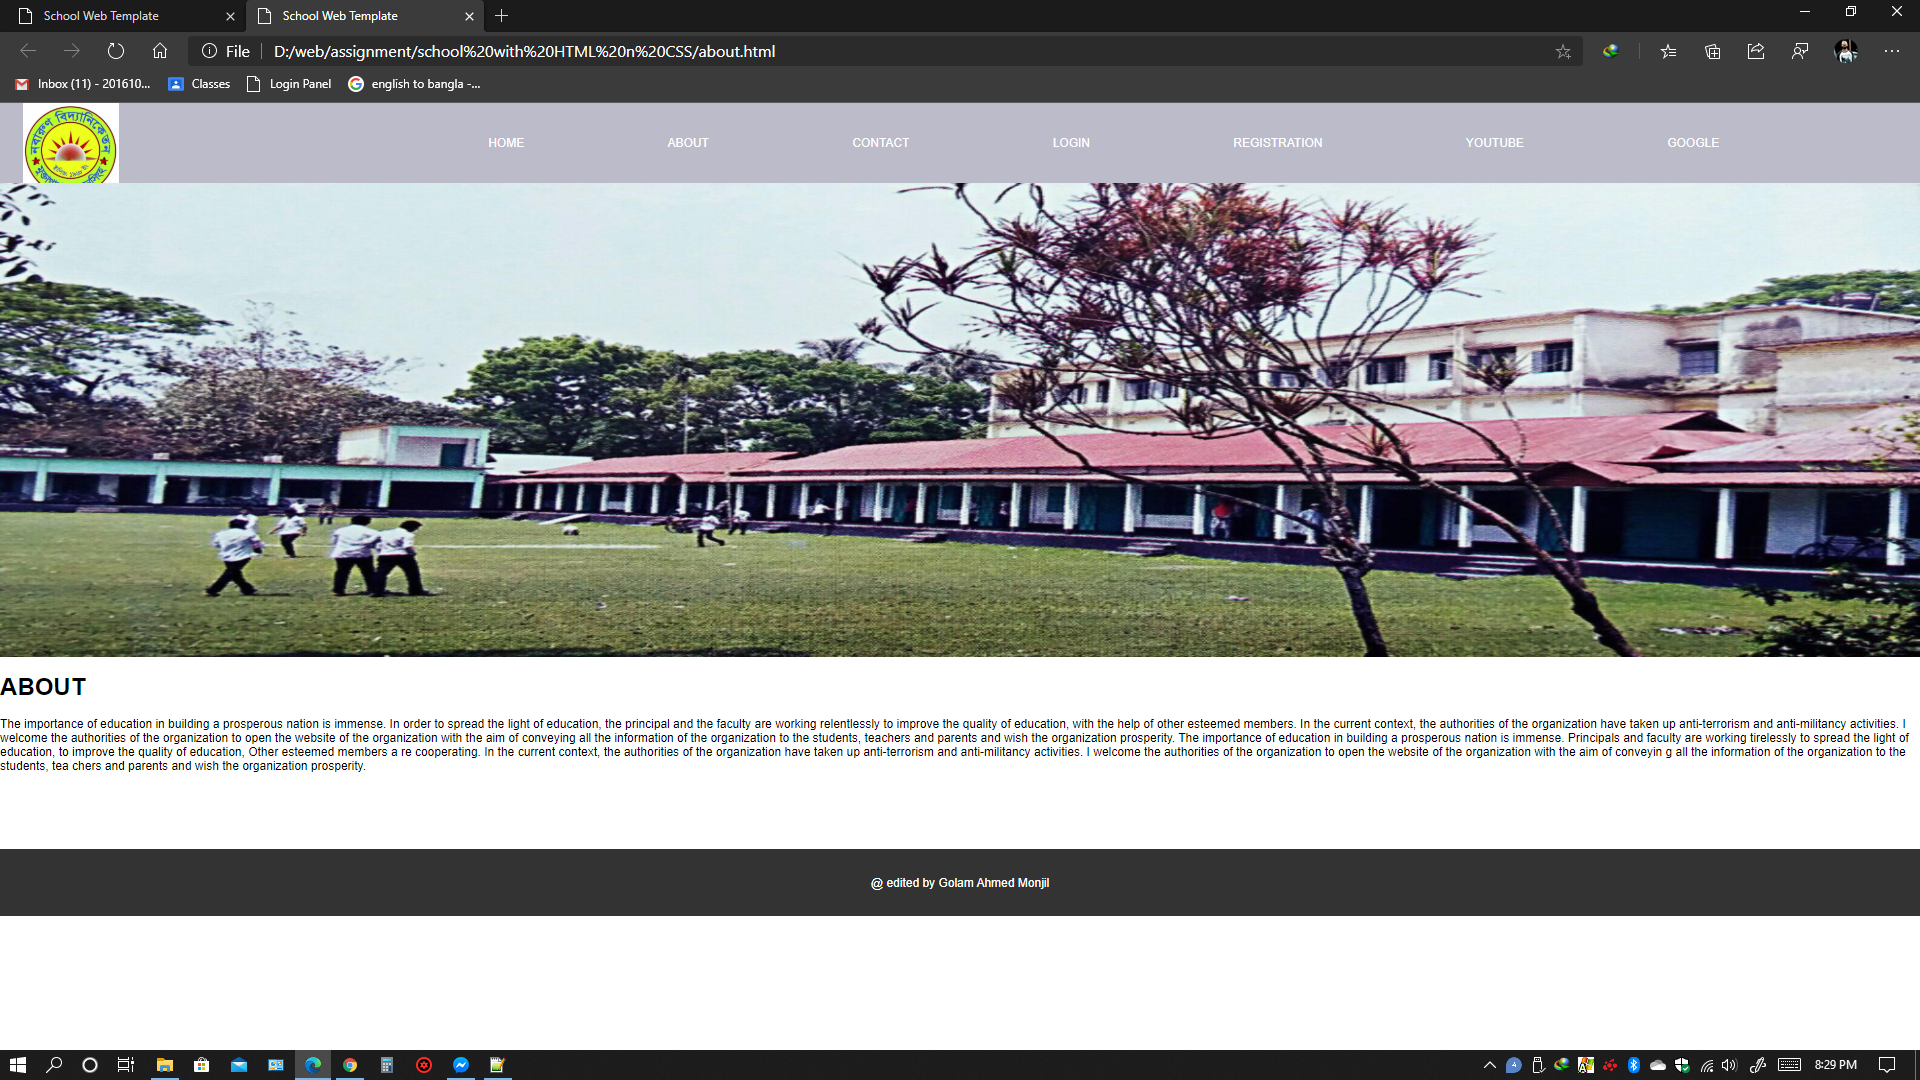 School Web Template
School Web Template
File
D:/web/assignment/school%20with%20HTML%20n%20CSS/about.html
Inbox (11) - 201610...
Classes
Login Panel
english to bangla -...
নবারুণ বিদ্যানিকেতন
HOME
ABOUT
CONTACT
LOGIN
REGISTRATION
YOUTUBE
GOOGLE
ABOUT
The importance of education in building a prosperous nation is immense. In order to spread the light of education, the principal and the faculty are working relentlessly to improve the quality of education, with the help of other esteemed members. In the current context, the authorities of the organization have taken up anti-terrorism and anti-militancy activities. I
welcome the authorities of the organization to open the website of the organization with the aim of conveying all the information of the organization to the students, teachers and parents and wish the organization prosperity. The importance of education in building a prosperous nation is immense. Principals and faculty are working tirelessly to spread the light of
education, to improve the quality of education, Other esteemed members a re cooperating. In the current context, the authorities of the organization have taken up anti-terrorism and anti-militancy activities. I welcome the authorities of the organization to open the website of the organization with the aim of conveyin g all the information of the organization to the
students, tea chers and parents and wish the organization prosperity.
@ edited by Golam Ahmed Monjil
8:29 PM